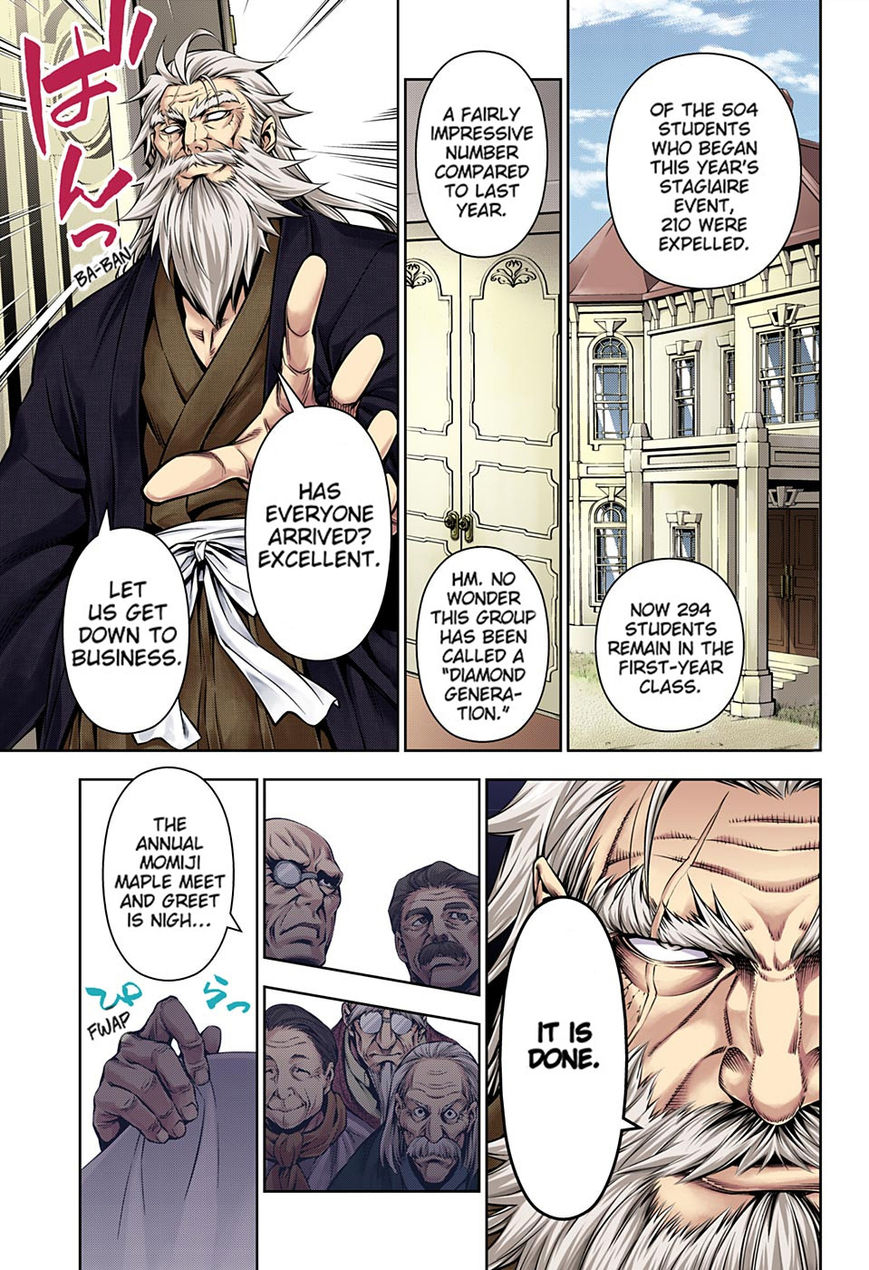 OF THE 504
STUDENTS
WHO BEGAN
THIS YEAR'S
STAGIAIRE
EVENT,
210 WERE
EXPELLED.
NOW 294
STUDENTS
REMAIN IN THE
FIRST-YEAR
CLASS.
A FAIRLY
IMPRESSIVE
NUMBER
COMPARED
TO LAST
YEAR.
HM. NO
WONDER
THIS GROUP
HAS BEEN
CALLED A
"DIAMOND
GENERA-
TION."
ばんっ
BA-BAN
HAS
EVERYONE
ARRIVED?
EXCELLENT.
LET
US GET
DOWN TO
BUSINESS.
IT IS
DONE.
THE
ANNUAL
MOMIJI
MAPLE MEET
AND GREET
IS NIGH...
ぴらっ
FWAP